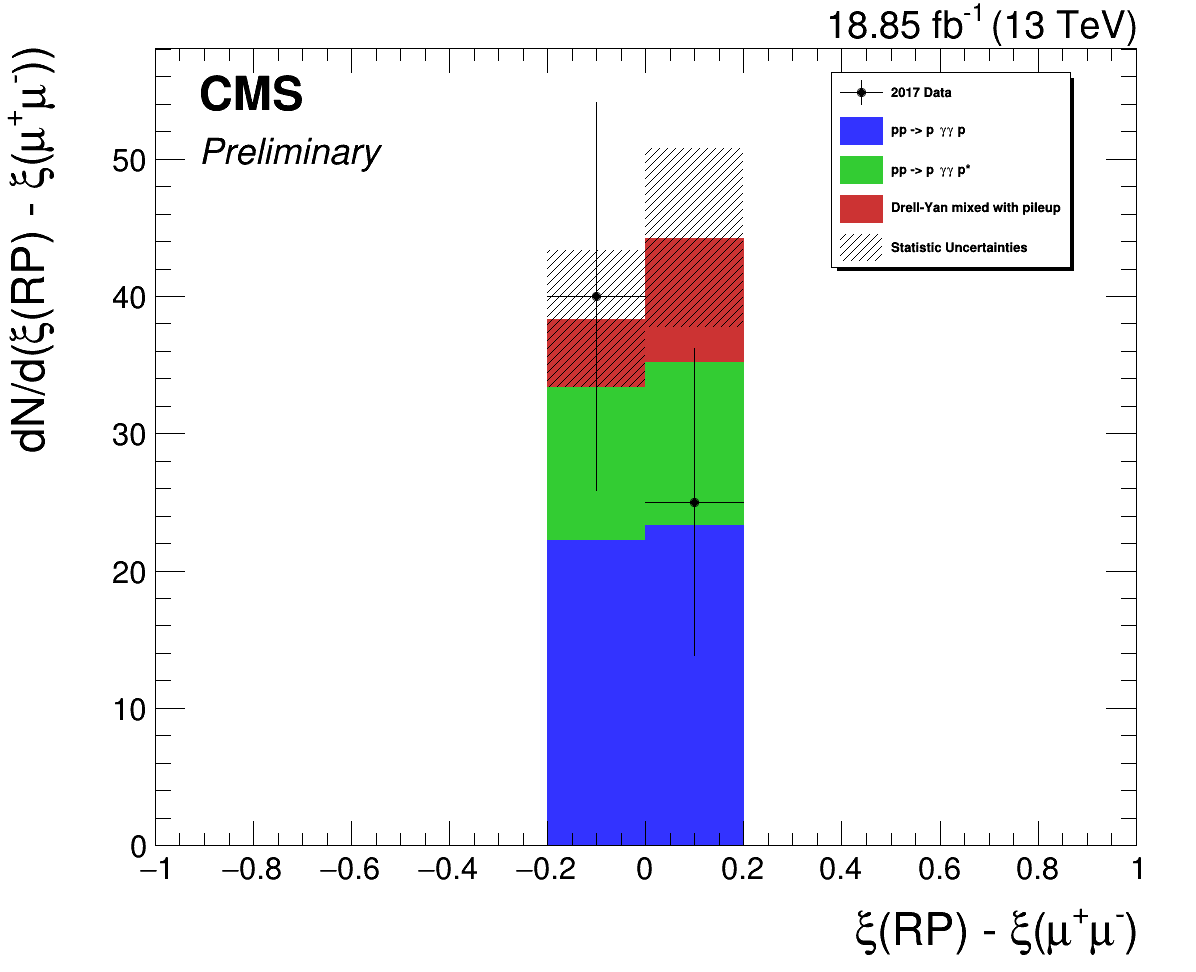 18.85 fb⁻¹ (13 TeV)
CMS
Preliminary
2017 Data
pp -> p γγ p
pp -> p γγ p*
Drell-Yan mixed with pileup
Statistic Uncertainties
dN/d(ξ(RP) - ξ(μ⁺μ⁻))
50
40
30
20
10
0
−1 −0.8 −0.6 −0.4 −0.2 0 0.2 0.4 0.6 0.8 1
ξ(RP) - ξ(μ⁺μ⁻)